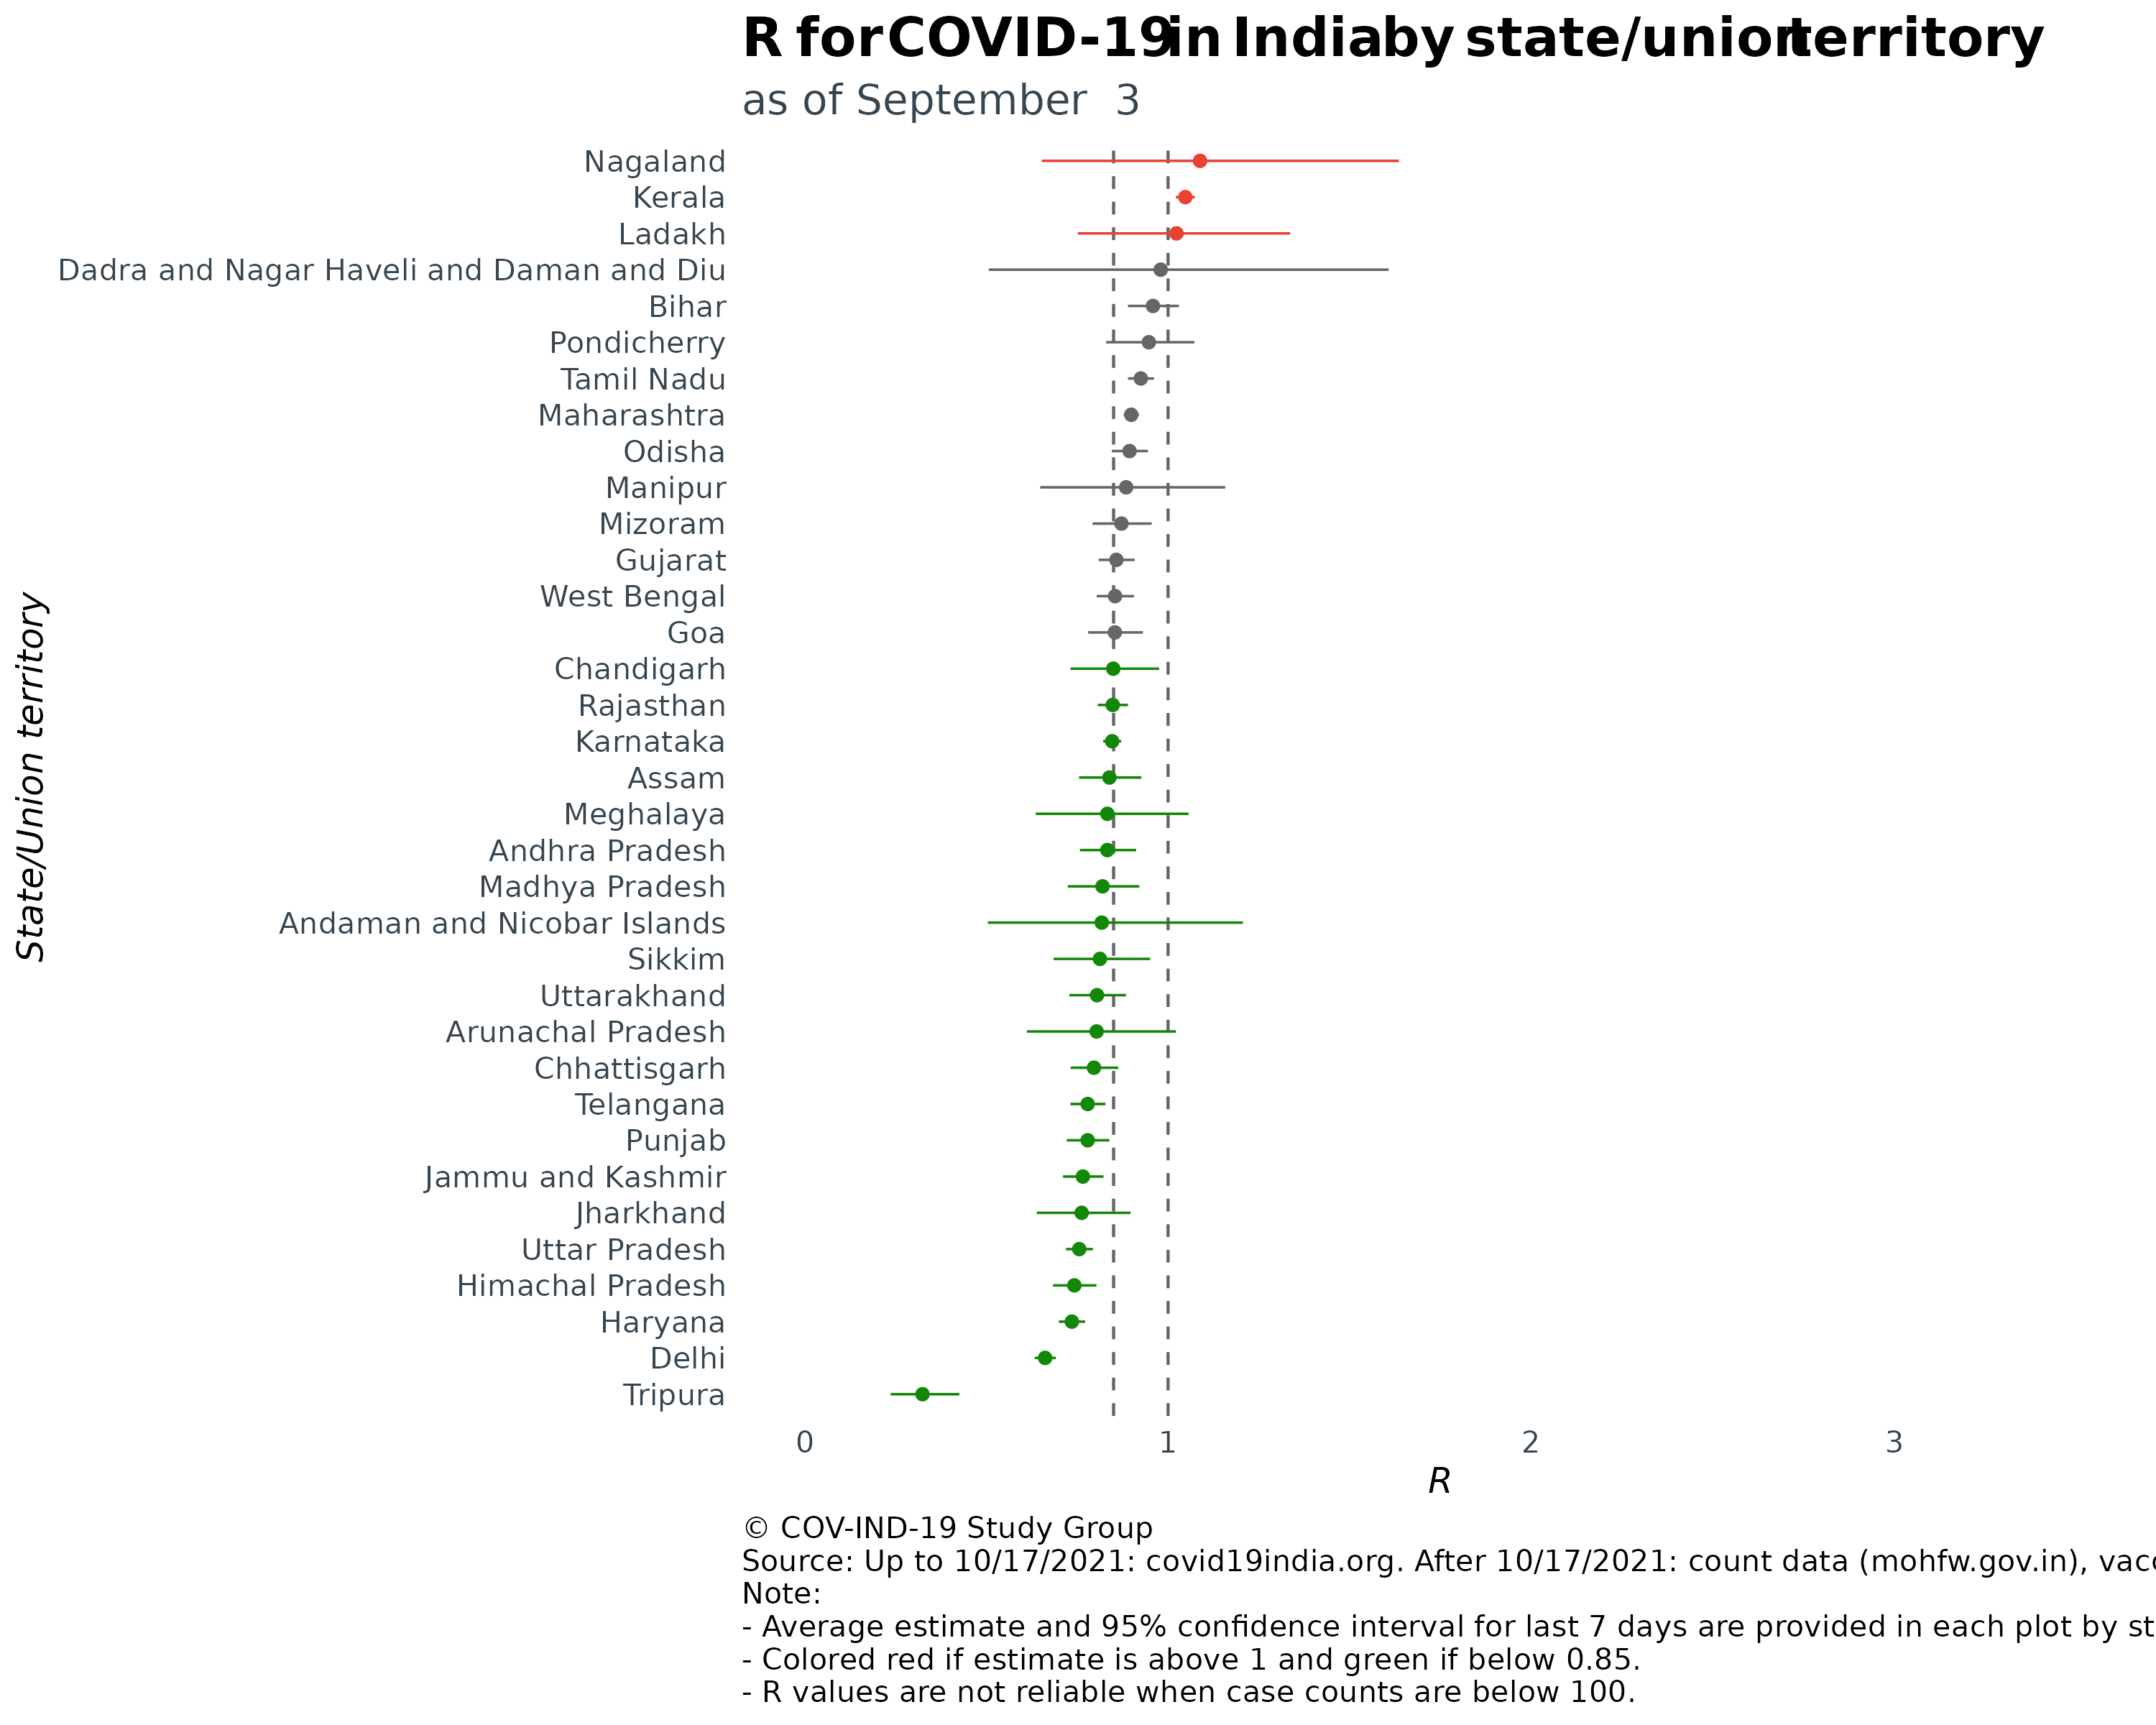 R for COVID-19 in India by state/union territory
as of September 3
Nagaland
Kerala
Ladakh
Dadra and Nagar Haveli and Daman and Diu
Bihar
Pondicherry
Tamil Nadu
Maharashtra
Odisha
Manipur
Mizoram
Gujarat
West Bengal
Goa
Chandigarh
Rajasthan
Karnataka
Assam
Meghalaya
Andhra Pradesh
Madhya Pradesh
Andaman and Nicobar Islands
Sikkim
Uttarakhand
Arunachal Pradesh
Chhattisgarh
Telangana
Punjab
Jammu and Kashmir
Jharkhand
Uttar Pradesh
Himachal Pradesh
Haryana
Delhi
Tripura
State/Union territory
0 1 2 3
R
© COV-IND-19 Study Group
Source: Up to 10/17/2021: covid19india.org. After 10/17/2021: count data (mohfw.gov.in),
Note:
- Average estimate and 95% confidence interval for last 7 days are provided in each plot by
- Colored red if estimate is above 1 and green if below 0.85.
- R values are not reliable when case counts are below 100.